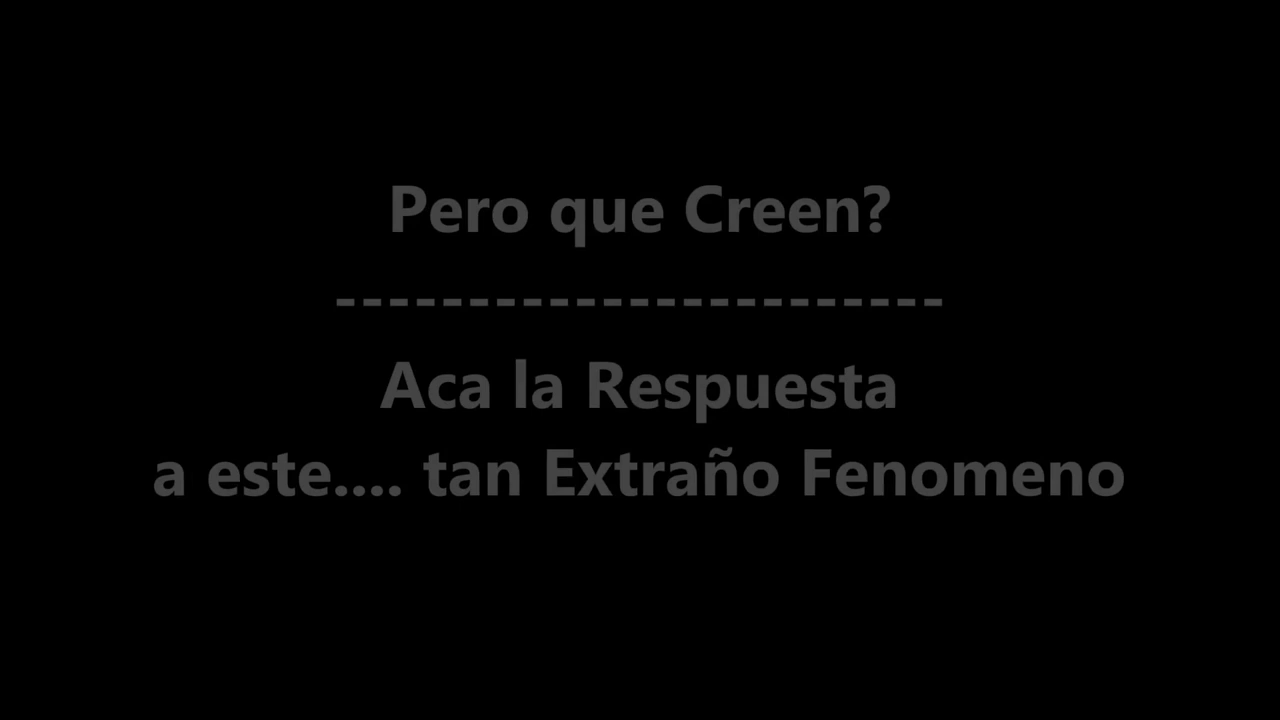 Pero que Creen?
-----------------------
Aca la Respuesta
a este.... tan Extraño Fenomeno